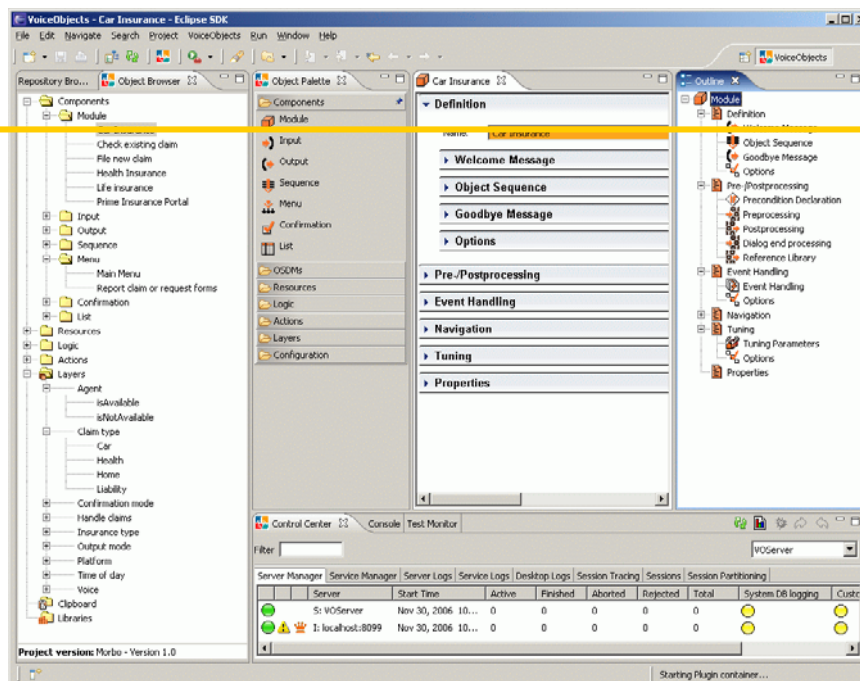 VoiceObjects - Car Insurance - Eclipse SDK
File Edit Navigate Search Project VoiceObjects Run Window Help
VoiceObjects
Repository Bro... Object Browser
Components
Module
Car Insurance
Check existing claim
File new claim
Health Insurance
Life insurance
Prime Insurance Portal
Input
Output
Sequence
Menu
Main Menu
Report claim or request forms
Confirmation
List
Resources
Logic
Actions
Layers
Agent
isAvailable
isNotAvailable
Claim type
Car
Health
Home
Liability
Confirmation mode
Handle claims
Insurance type
Output mode
Platform
Time of day
Voice
Clipboard
Libraries
Project version: Morbo - Version 1.0
Object Palette
Components
Module
Input
Output
Sequence
Menu
Confirmation
List
OSDMs
Resources
Logic
Actions
Layers
Configuration
Car Insurance
Definition
Name: Car Insurance
Welcome Message
Object Sequence
Goodbye Message
Options
Pre-/Postprocessing
Event Handling
Navigation
Tuning
Properties
Outline
Module
Definition
Welcome Message
Object Sequence
Goodbye Message
Options
Pre-/Postprocessing
Precondition Declaration
Preprocessing
Postprocessing
Dialog end processing
Reference Library
Event Handling
Event Handling
Options
Navigation
Tuning
Tuning Parameters
Options
Properties
Control Center Console Test Monitor
Filter VOServer
Server Manager Service Manager Server Logs Service Logs Desktop Logs Session Tracing Sessions Session Partitioning
Server Start Time Active Finished Aborted Rejected Total System DB logging Custo
S: VOServer Nov 30, 2006 10... 0 0 0 0 0
I: localhost:8099 Nov 30, 2006 10... 0 0 0 0 0
Starting Plugin container...